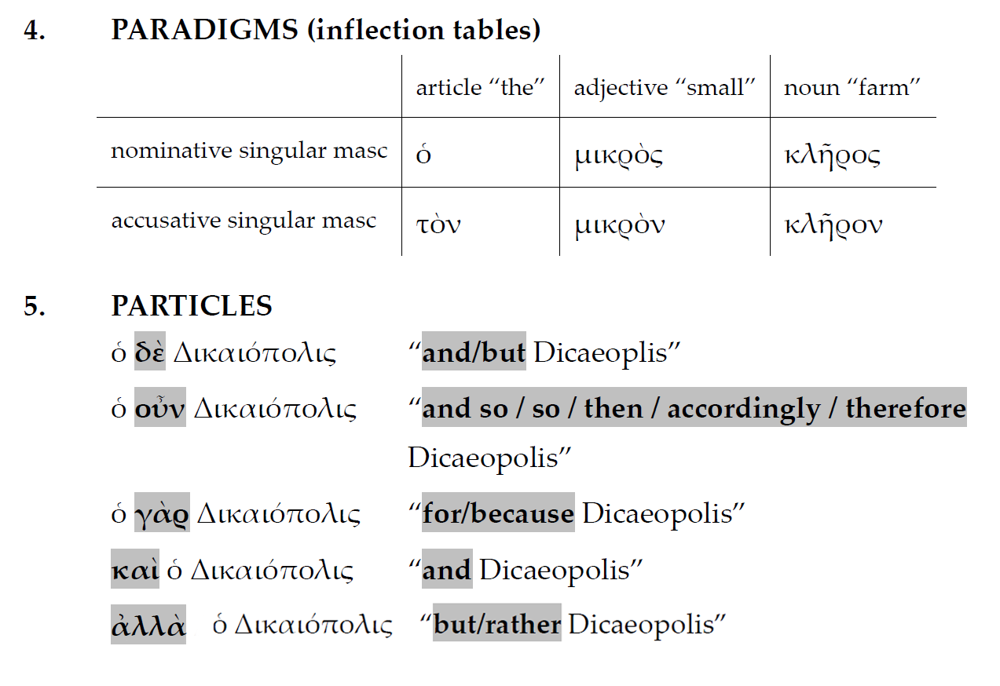 4. PARADIGMS (inflection tables)
article “the” adjective “small” noun “farm”
nominative singular masc ὁ μικρὸς κλῆρος
accusative singular masc τὸν μικρὸν κλῆρον
5. PARTICLES
ὁ δὲ Δικαιόπολις “and/but Dicaeoplis”
ὁ οὖν Δικαιόπολις “and so / so / then / accordingly / therefore
Dicaeopolis”
ὁ γὰρ Δικαιόπολις “for/because Dicaeopolis”
καὶ ὁ Δικαιόπολις “and Dicaeopolis”
ἀλλὰ ὁ Δικαιόπολις “but/rather Dicaeopolis”